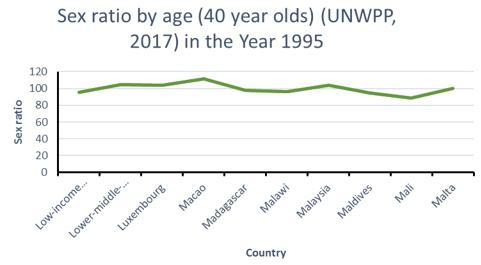 Sex ratio by age (40 year olds) (UNWPP,
2017) in the Year 1995
120
100
80
60
40
20
0
Sex ratio
Low-income...
Lower-middle-...
Luxembourg
Macao
Madagascar
Malawi
Malaysia
Maldives
Mali
Malta
Country